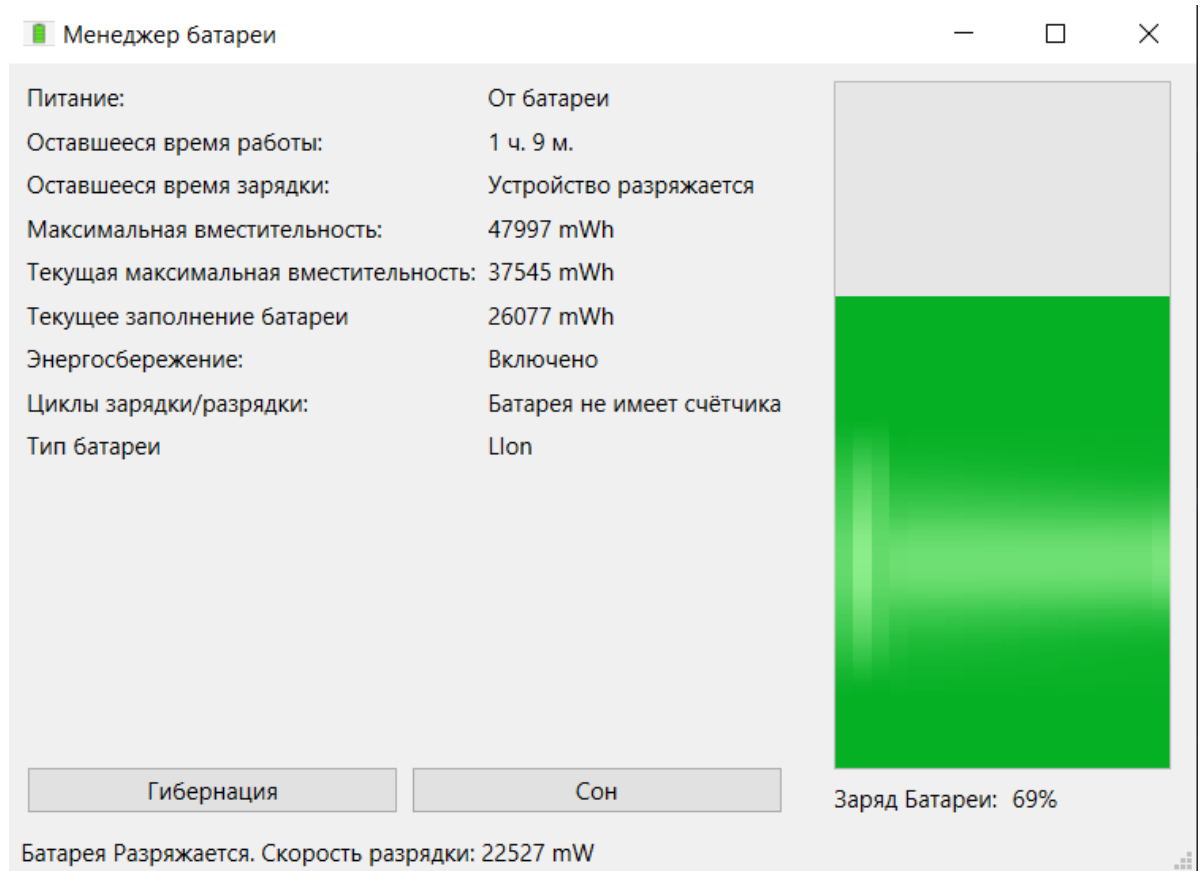 Менеджер батареи
Питание: От батареи
Оставшееся время работы: 1 ч. 9 м.
Оставшееся время зарядки: Устройство разряжается
Максимальная вместительность: 47997 mWh
Текущая максимальная вместительность: 37545 mWh
Текущее заполнение батареи 26077 mWh
Энергосбережение: Включено
Циклы зарядки/разрядки: Батарея не имеет счётчика
Тип батареи LIon
Гибернация Сон
Заряд Батареи: 69%
Батарея Разряжается. Скорость разрядки: 22527 mW